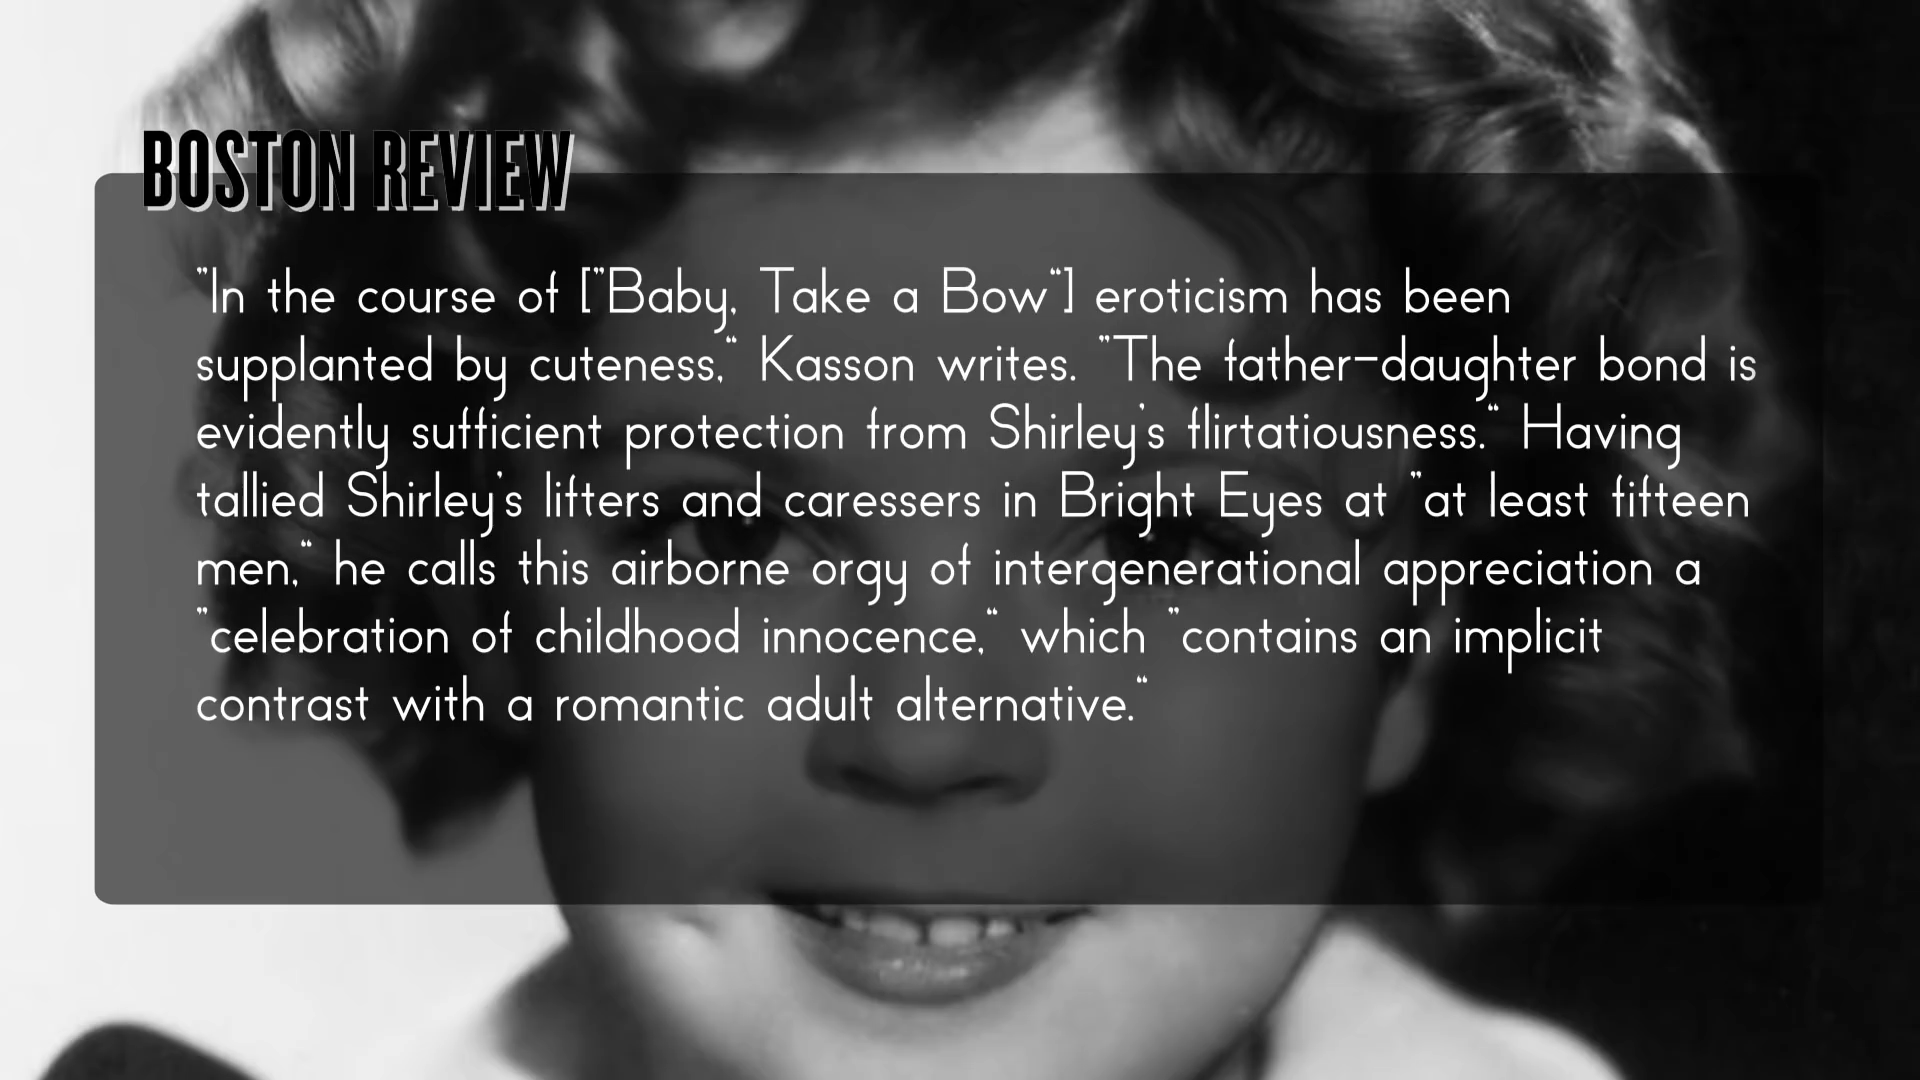 BOSTON REVIEW
"In the course of ["Baby, Take a Bow"] eroticism has been
supplanted by cuteness," Kasson writes. "The father-daughter bond is
evidently sufficient protection from Shirley's flirtatiousness." Having
tallied Shirley's lifters and caressers in Bright Eyes at "at least fifteen
men," he calls this airborne orgy of intergenerational appreciation a
"celebration of childhood innocence," which "contains an implicit
contrast with a romantic adult alternative."